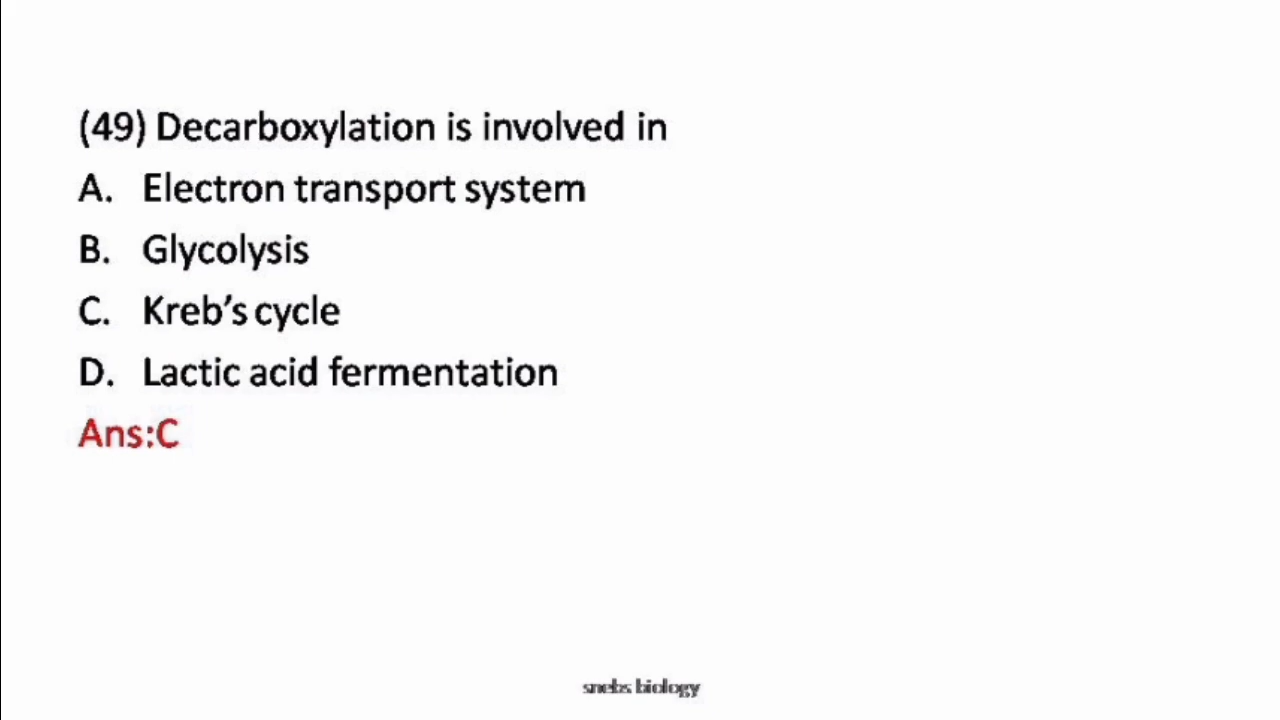 (49) Decarboxylation is involved in
A. Electron transport system
B. Glycolysis
C. Kreb’s cycle
D. Lactic acid fermentation
Ans:C
snebs biology